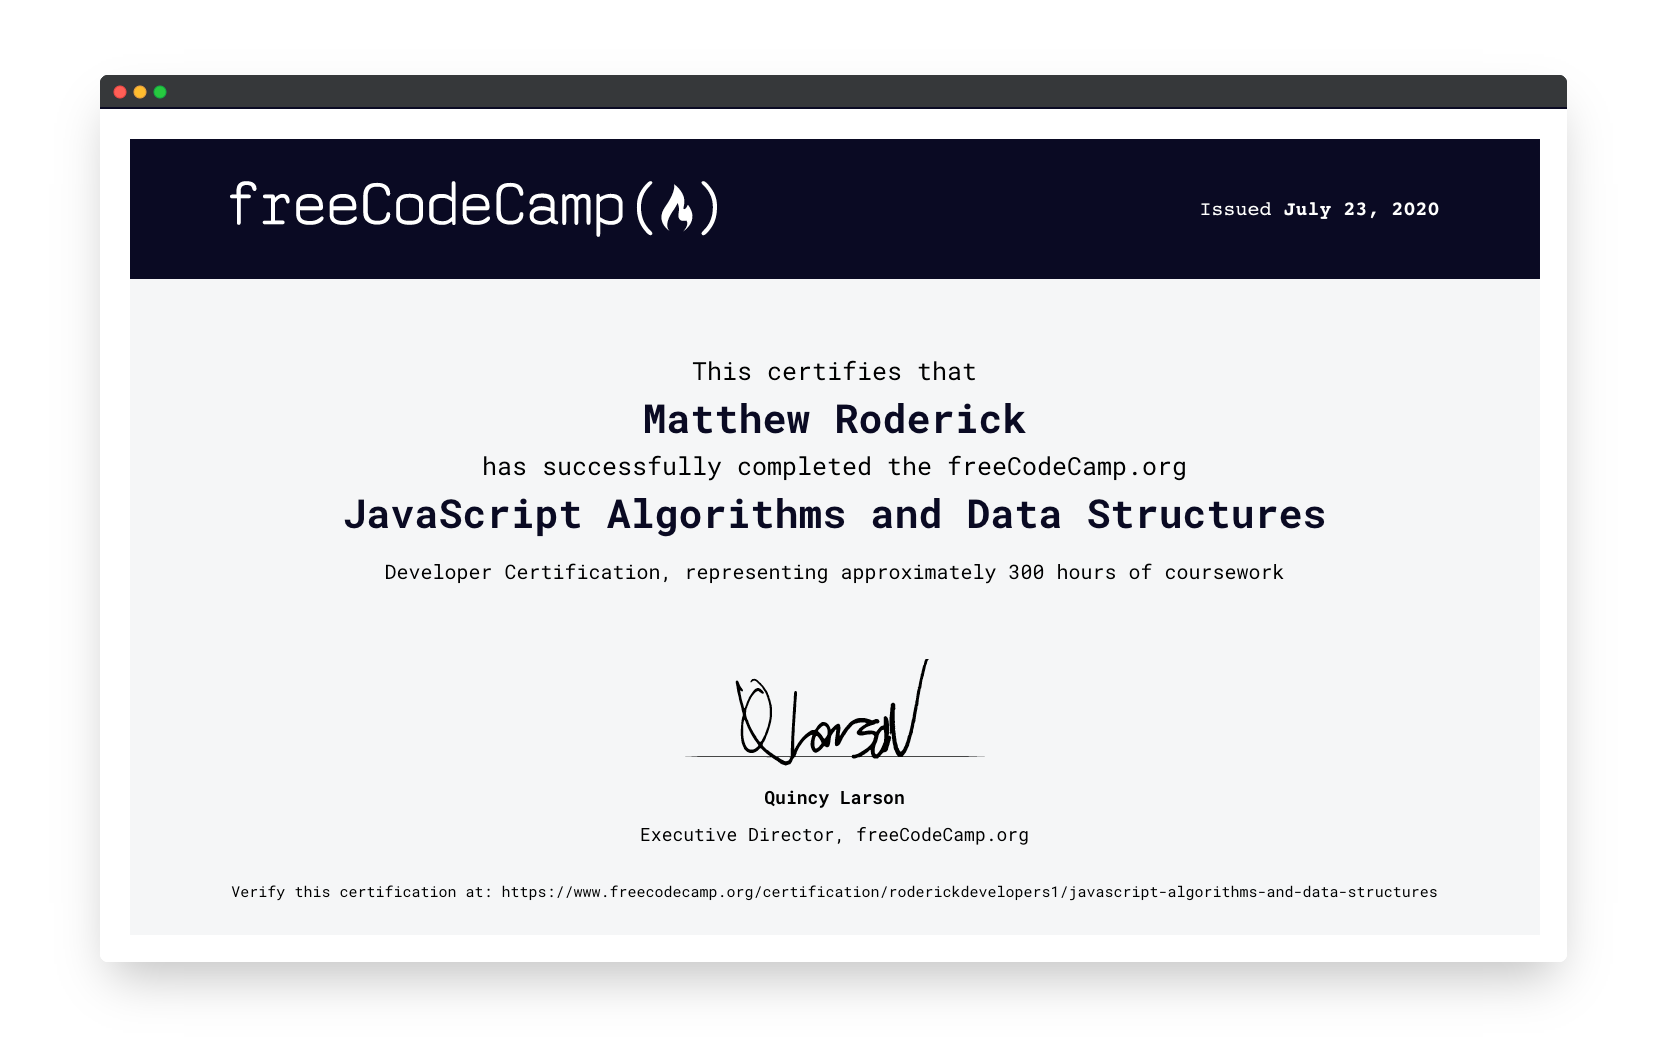 freeCodeCamp(🔥)
Issued July 23, 2020
This certifies that
Matthew Roderick
has successfully completed the freeCodeCamp.org
JavaScript Algorithms and Data Structures
Developer Certification, representing approximately 300 hours of coursework
QLarson
Quincy Larson
Executive Director, freeCodeCamp.org
Verify this certification at: https://www.freecodecamp.org/certification/roderickdevelopers1/javascript-algorithms-and-data-structures